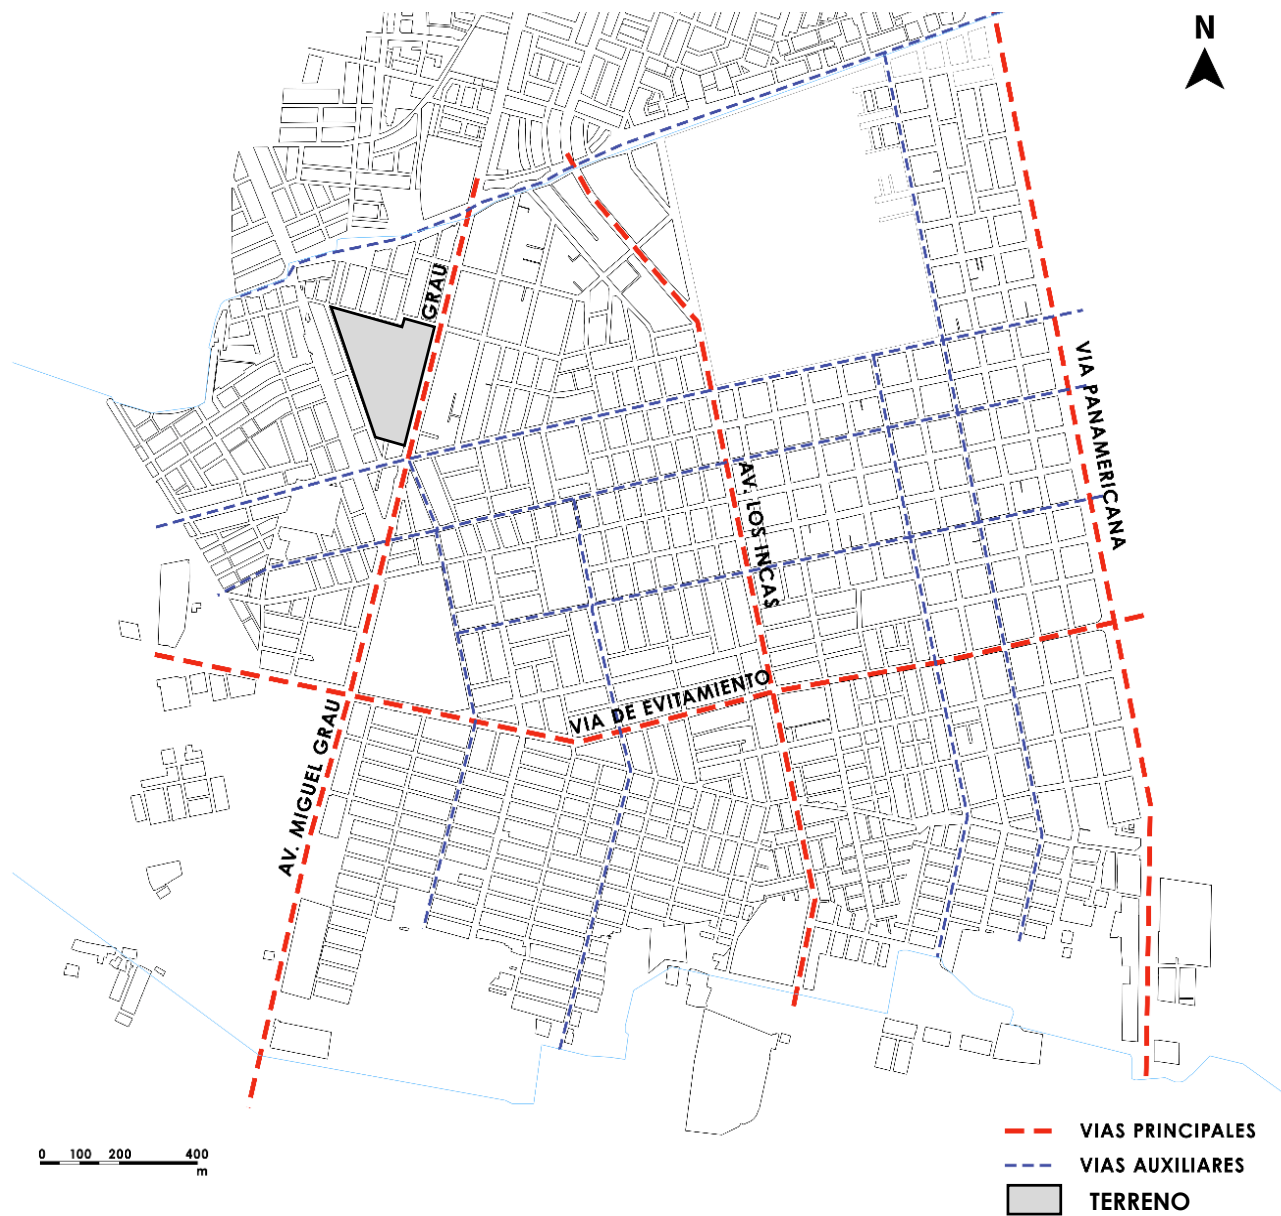 N
GRAU
VIA PANAMERICANA
AV. LOS INCAS
VIA DE EVITAMIENTO
AV. MIGUEL GRAU
0 100 200 400
m
VIAS PRINCIPALES
VIAS AUXILIARES
TERRENO